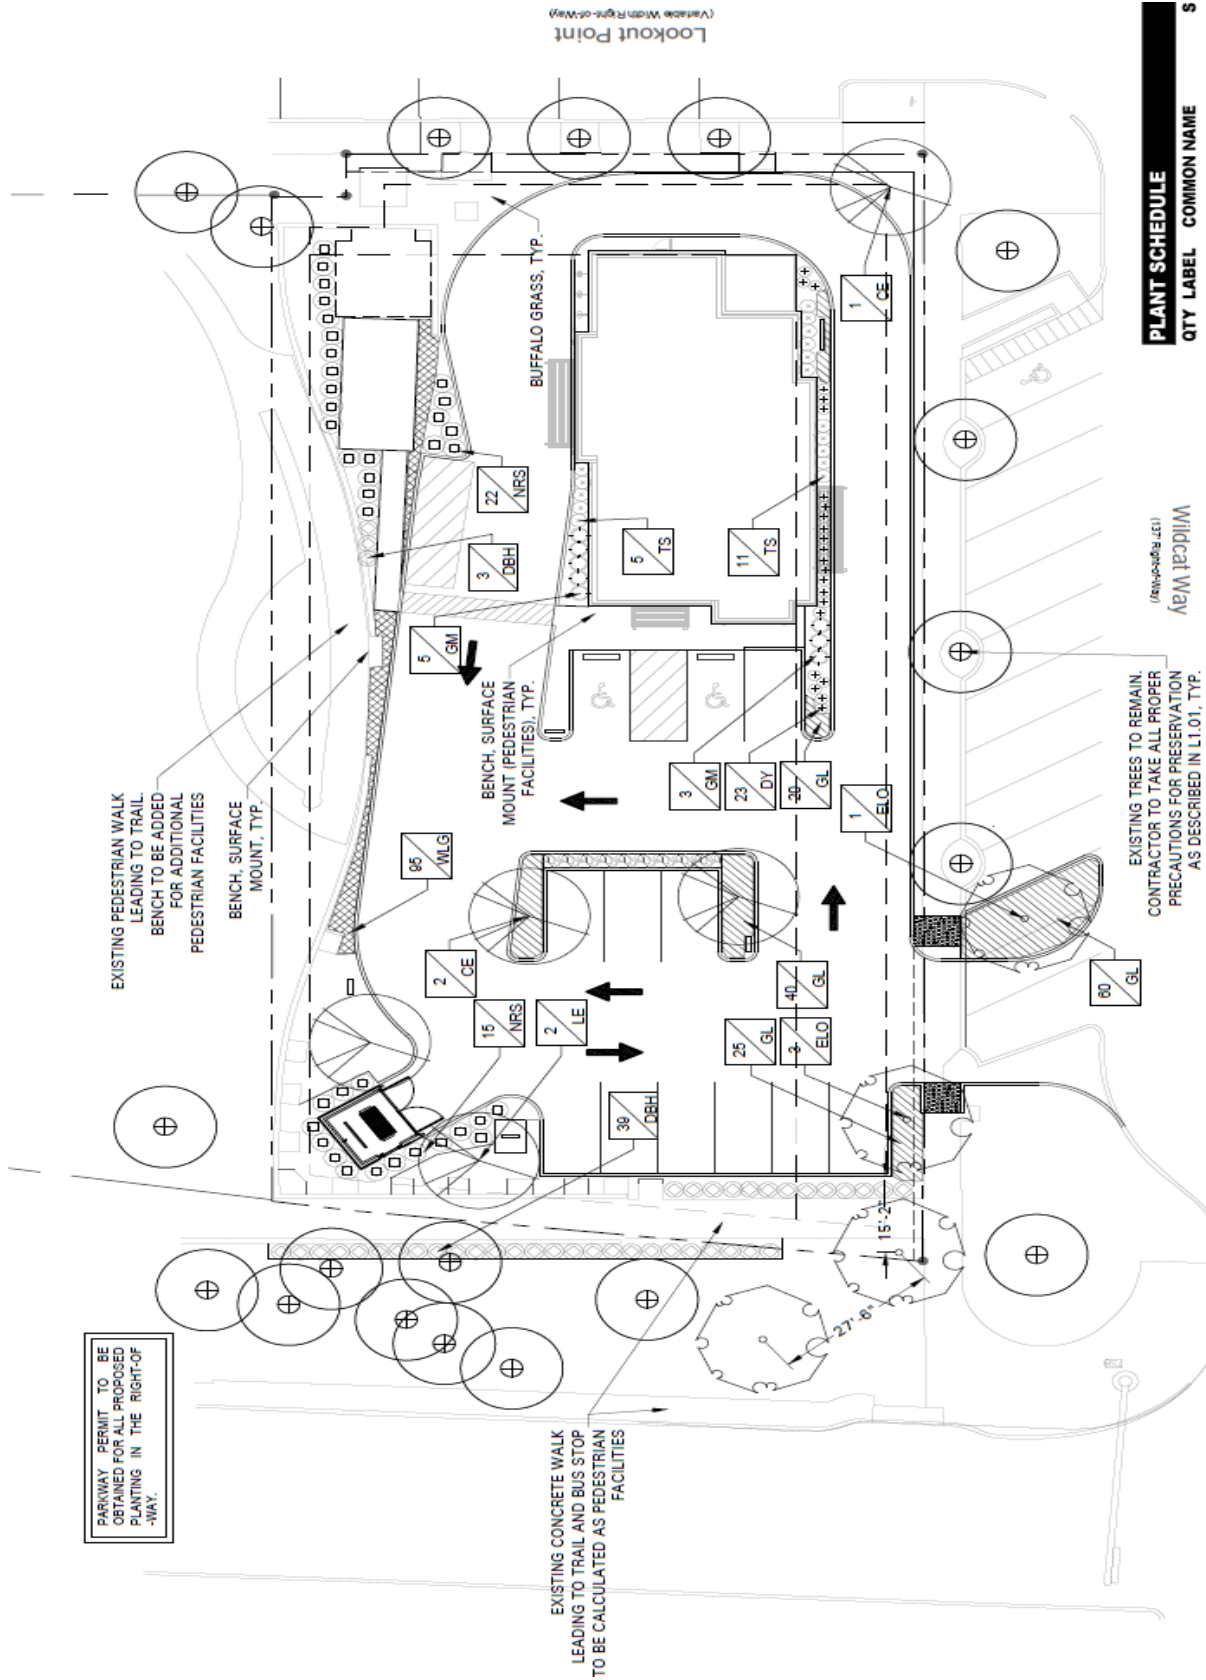 PARKWAY PERMIT TO BE
OBTAINED FOR ALL PROPOSED
PLANTING IN THE RIGHT-OF
-WAY.
EXISTING PEDESTRIAN WALK
LEADING TO TRAIL.
BENCH TO BE ADDED
FOR ADDITIONAL
PEDESTRIAN FACILITIES
BENCH, SURFACE
MOUNT, TYP.
95
WLG
2
CE
15
NRS
2
LE
39
DBH
5
GM
3
DBH
22
NRS
BUFFALO GRASS, TYP.
BENCH, SURFACE
MOUNT (PEDESTRIAN
FACILITIES), TYP.
5
TS
11
TS
3
GM
23
DY
20
GL
1
ELO
40
GL
25
GL
3
ELO
60
GL
1
CE
15'-2"
27'-6"
EXISTING CONCRETE WALK
LEADING TO TRAIL AND BUS STOP
TO BE CALCULATED AS PEDESTRIAN
FACILITIES
EXISTING TREES TO REMAIN.
CONTRACTOR TO TAKE ALL PROPER
PRECAUTIONS FOR PRESERVATION
AS DESCRIBED IN L1.01, TYP.
Wildcat Way
(137' Right-of-Way)
Lookout Point
(Variable Width Right-of-Way)
PLANT SCHEDULE
QTY LABEL COMMON NAME S